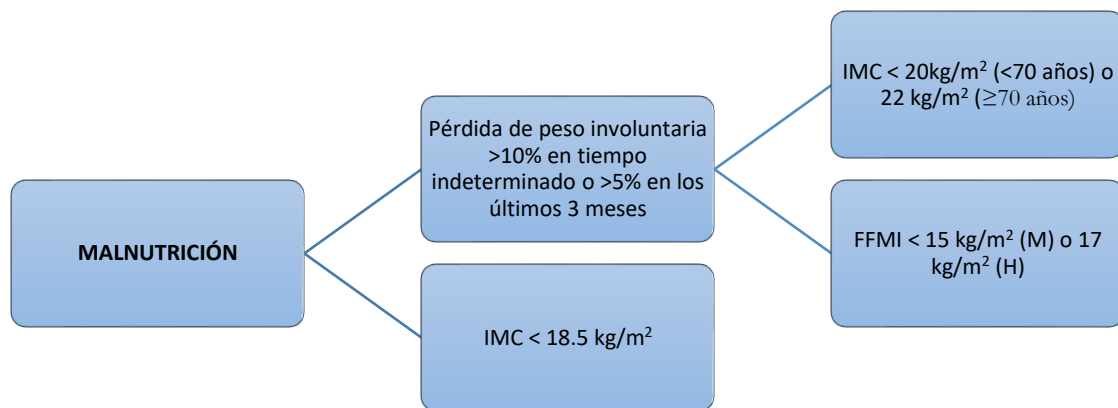 MALNUTRICIÓN
Pérdida de peso involuntaria
>10% en tiempo
indeterminado o >5% en los
últimos 3 meses
IMC < 18.5 kg/m²
IMC < 20kg/m² (<70 años) o
22 kg/m² (≥70 años)
FFMI < 15 kg/m² (M) o 17
kg/m² (H)